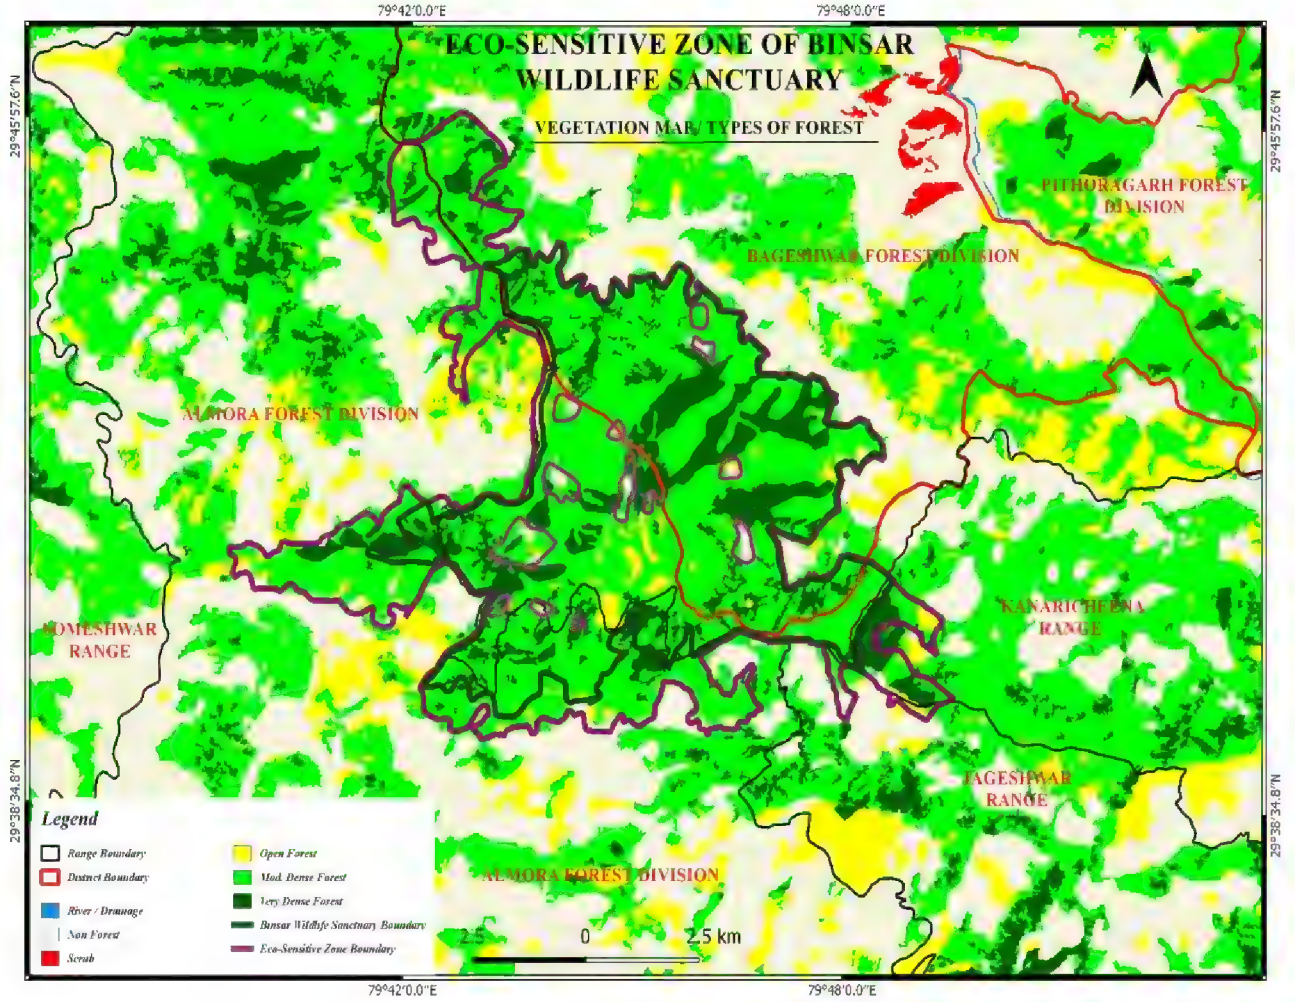 79°42'0.0"E
79°48'0.0"E
ECO-SENSITIVE ZONE OF BINSAR
WILDLIFE SANCTUARY
VEGETATION MAP/ TYPES OF FOREST
N
29°45'57.6"N
29°45'57.6"N
PITHORAGARH FOREST
DIVISION
BAGESHWAR FOREST DIVISION
ALMORA FOREST DIVISION
SOMESHWAR
RANGE
KANARICHEENA
RANGE
JAGESHWAR
RANGE
ALMORA FOREST DIVISION
29°38'34.8"N
29°38'34.8"N
Legend
Range Boundary
District Boundary
River / Drainage
Non Forest
Scrub
Open Forest
Mod. Dense Forest
Very Dense Forest
Binsar Wildlife Sanctuary Boundary
Eco-Sensitive Zone Boundary
2.5 0 2.5 km
79°42'0.0"E
79°48'0.0"E